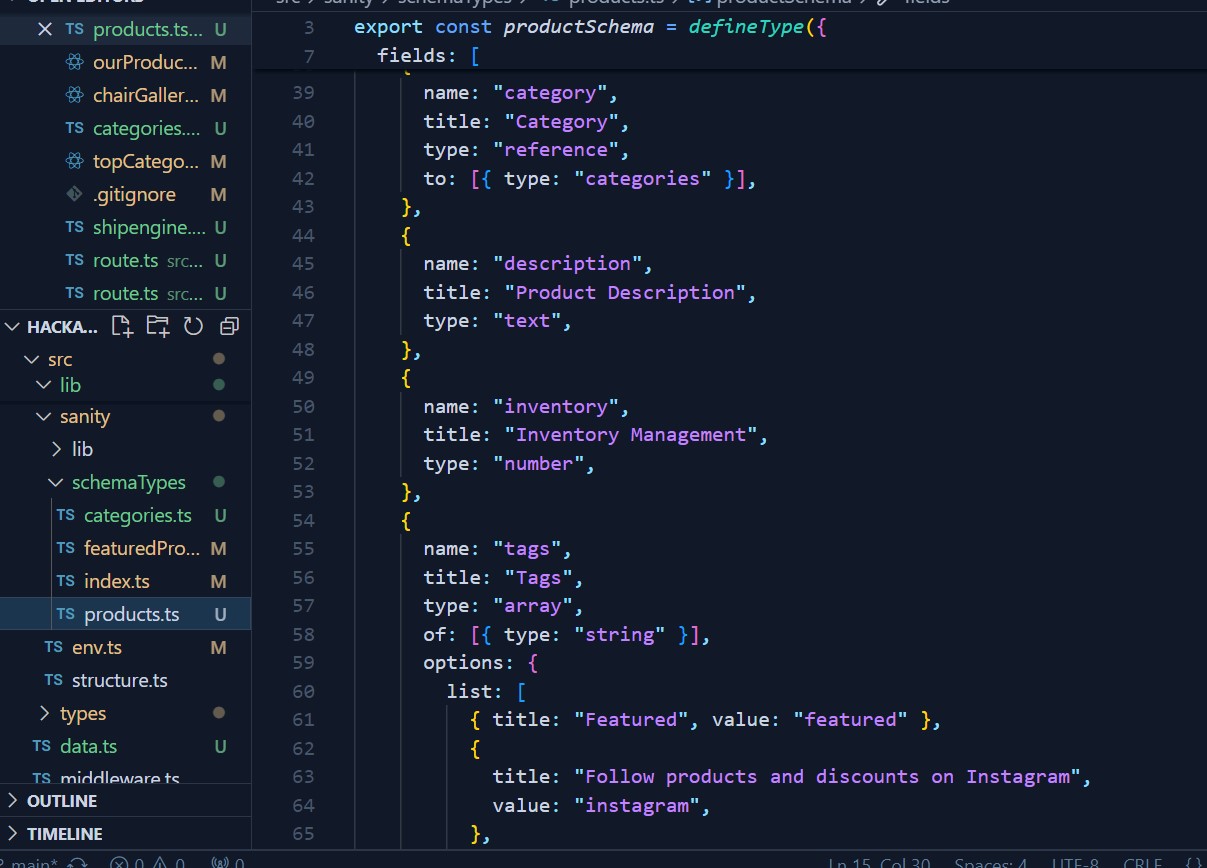 OPEN EDITORS
TS products.ts... U
ourProduc... M
chairGaller... M
TS categories.... U
topCatego... M
.gitignore M
TS shipengine.... U
TS route.ts src... U
TS route.ts src... U
HACKA...
src
lib
sanity
lib
schemaTypes
TS categories.ts U
TS featuredPro... M
TS index.ts M
TS products.ts U
TS env.ts M
TS structure.ts
types
TS data.ts U
TS middleware.ts
OUTLINE
TIMELINE
src > sanity > schemaTypes > TS products.ts > productSchema > fields
3 export const productSchema = defineType({
7 fields: [
{
39 name: "category",
40 title: "Category",
41 type: "reference",
42 to: [{ type: "categories" }],
43 },
44 {
45 name: "description",
46 title: "Product Description",
47 type: "text",
48 },
49 {
50 name: "inventory",
51 title: "Inventory Management",
52 type: "number",
53 },
54 {
55 name: "tags",
56 title: "Tags",
57 type: "array",
58 of: [{ type: "string" }],
59 options: {
60 list: [
61 { title: "Featured", value: "featured" },
62 {
63 title: "Follow products and discounts on Instagram",
64 value: "instagram",
65 },
main* 0 0 0 Ln 15, Col 30 Spaces: 4 UTF-8 CRLF {}